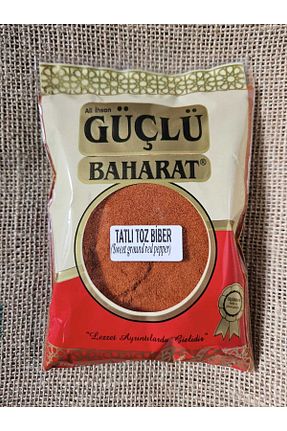 Ali İhsan
GÜÇLÜ
BAHARAT®
TATLI TOZ BİBER
(Sweet ground red pepper)
"Lezzet Ayrıntılarda Gizlidir"